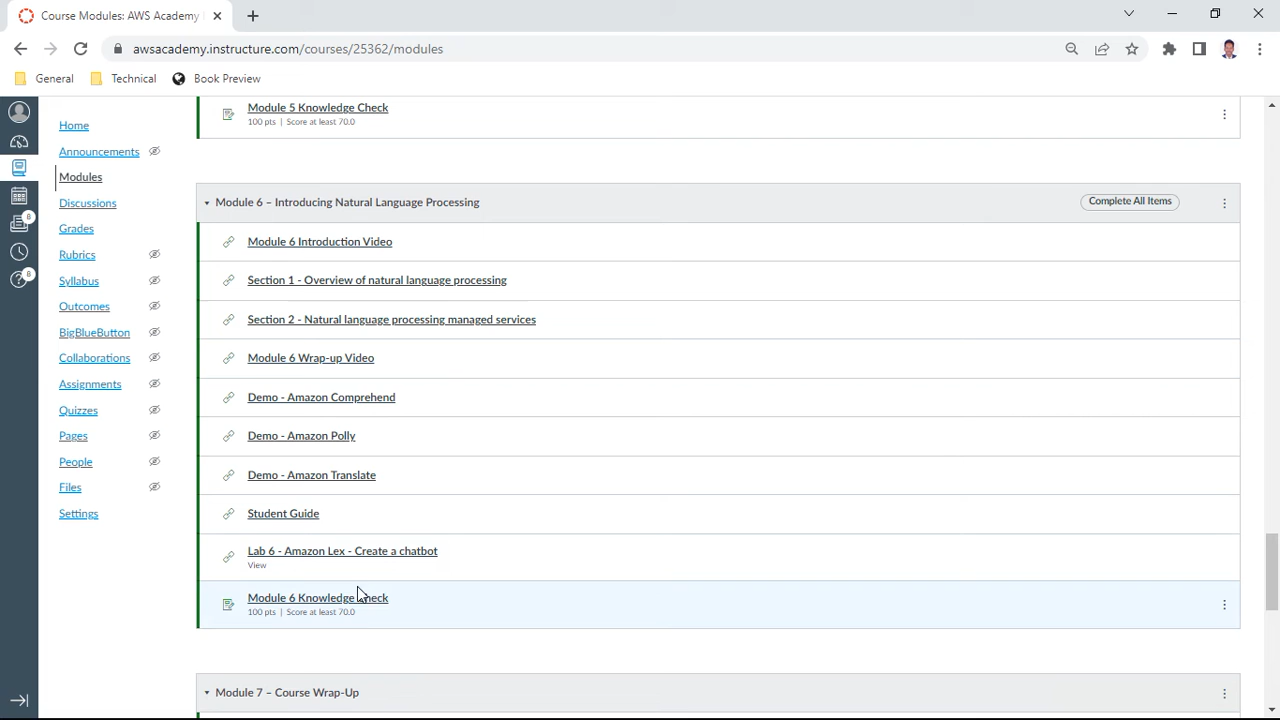 Course Modules: AWS Academy
awsacademy.instructure.com/courses/25362/modules
General
Technical
Book Preview
Home
Announcements
Modules
Discussions
Grades
Rubrics
Syllabus
Outcomes
BigBlueButton
Collaborations
Assignments
Quizzes
Pages
People
Files
Settings
8
8
Module 5 Knowledge Check
100 pts | Score at least 70.0
Module 6 – Introducing Natural Language Processing
Complete All Items
Module 6 Introduction Video
Section 1 - Overview of natural language processing
Section 2 - Natural language processing managed services
Module 6 Wrap-up Video
Demo - Amazon Comprehend
Demo - Amazon Polly
Demo - Amazon Translate
Student Guide
Lab 6 - Amazon Lex - Create a chatbot
View
Module 6 Knowledge Check
100 pts | Score at least 70.0
Module 7 – Course Wrap-Up